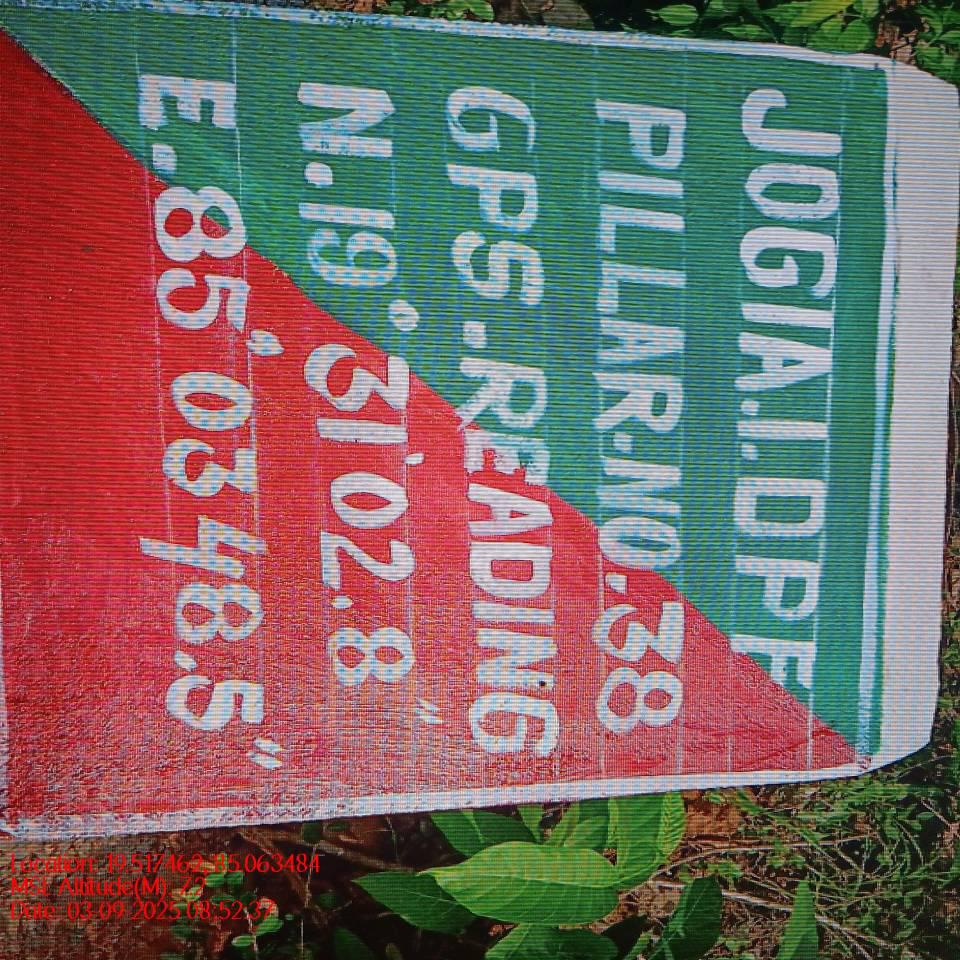 JOGIA.I.DPF
PILLAR.NO.38
GPS.READING
N.19°31'02.8"
E.85,03 48.5"
Location: 19.517462, 85.063484
MSL Altitude(M):
Date: 03-09-2025 08:52:37